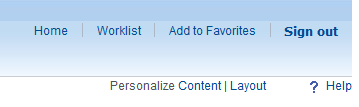 Home Worklist Add to Favorites Sign out
Personalize Content | Layout ? Help